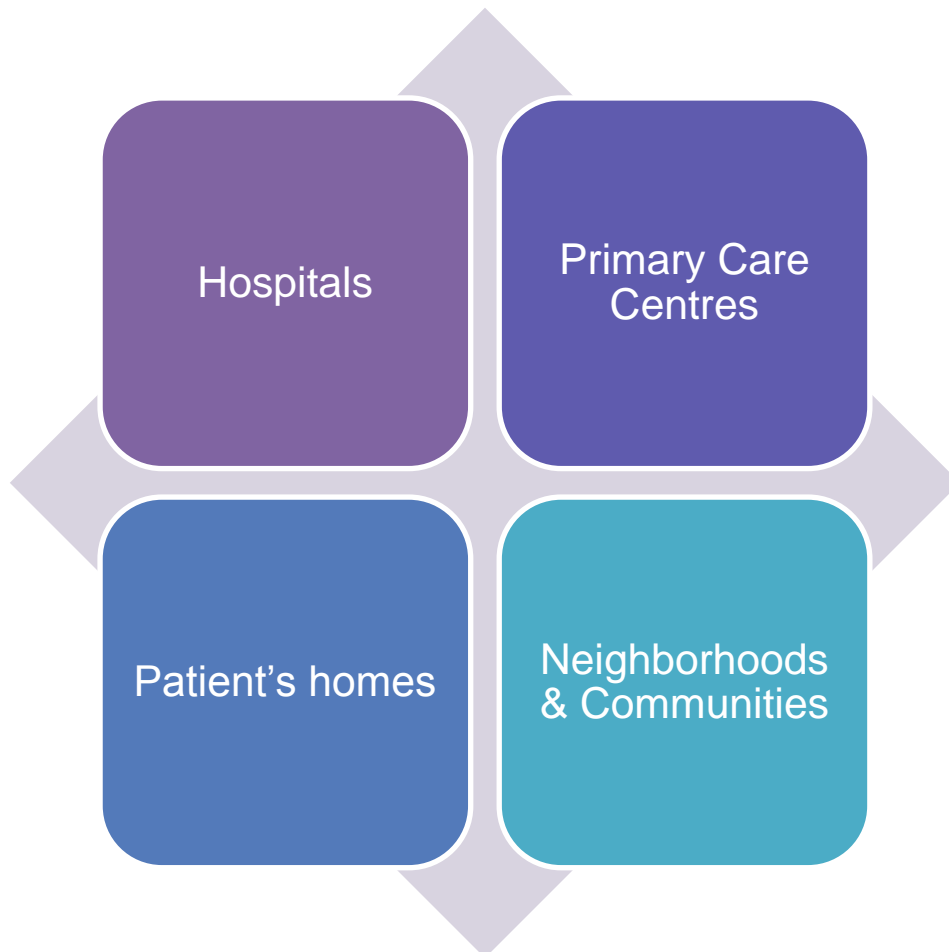 Hospitals
Primary Care
Centres
Patient’s homes
Neighborhoods
& Communities